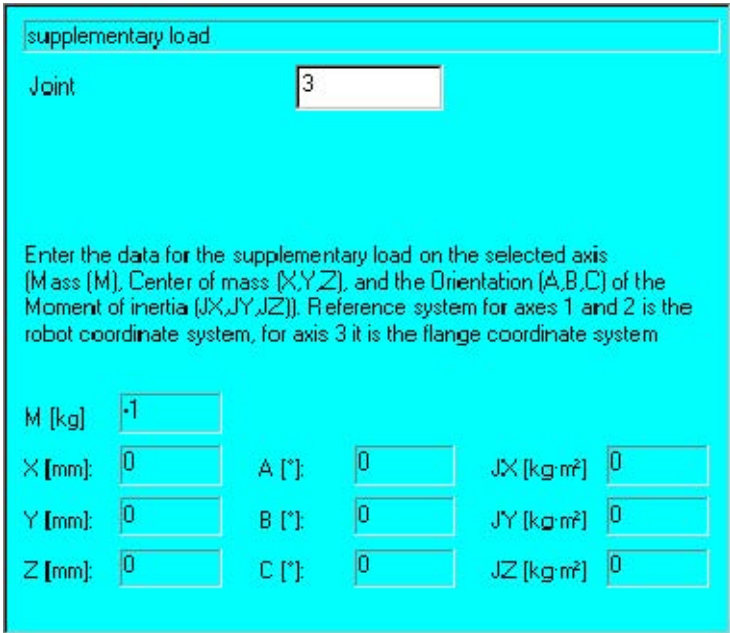 supplementary load
Joint 3
Enter the data for the supplementary load on the selected axis
(Mass (M), Center of mass (X,Y,Z), and the Orientation (A,B,C) of the
Moment of inertia (JX,JY,JZ)). Reference system for axes 1 and 2 is the
robot coordinate system, for axis 3 it is the flange coordinate system
M [kg] -1
X [mm]: 0 A [°]: 0 JX [kg·m²] 0
Y [mm]: 0 B [°]: 0 JY [kg·m²] 0
Z [mm]: 0 C [°]: 0 JZ [kg·m²] 0